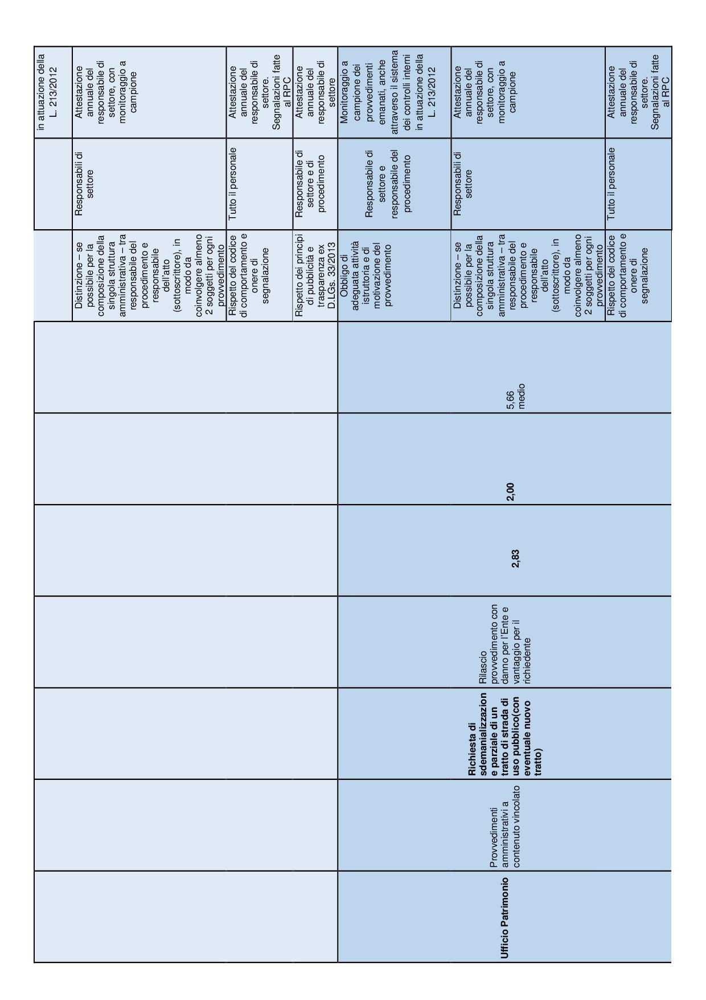 in attuazione della
L. 213/2012
Distinzione – se
possibile per la
composizione della
singola struttura
amministrativa – tra
responsabile del
procedimento e
responsabile
dell'atto
(sottoscrittore), in
modo da
coinvolgere almeno
2 soggetti per ogni
provvedimento
Responsabili di
settore
Attestazione
annuale del
responsabile di
settore, con
monitoraggio a
campione
Rispetto del codice
di comportamento e
onere di
segnalazione
Tutto il personale
Attestazione
annuale del
responsabile di
settore.
Segnalazioni fatte
al RPC
Rispetto dei principi
di pubblicità e
trasparenza ex
D.LGs. 33/2013
Responsabile di
settore e di
procedimento
Attestazione
annuale del
responsabile di
settore
Ufficio Patrimonio
Provvedimenti
amministrativi a
contenuto vincolato
Richiesta di
sdemanializzazion
e parziale di un
tratto di strada di
uso pubblico(con
eventuale nuovo
tratto)
Rilascio
provvedimento con
danno per l'Ente e
vantaggio per il
richiedente
2,83
2,00
5,66
medio
Obbligo di
adeguata attività
istruttoria e di
motivazione del
provvedimento
Responsabile di
settore e
responsabile del
procedimento
Monitoraggio a
campione dei
provvedimenti
emanati, anche
attraverso il sistema
dei controlli interni
in attuazione della
L. 213/2012
Distinzione – se
possibile per la
composizione della
singola struttura
amministrativa – tra
responsabile del
procedimento e
responsabile
dell'atto
(sottoscrittore), in
modo da
coinvolgere almeno
2 soggetti per ogni
provvedimento
Responsabili di
settore
Attestazione
annuale del
responsabile di
settore, con
monitoraggio a
campione
Rispetto del codice
di comportamento e
onere di
segnalazione
Tutto il personale
Attestazione
annuale del
responsabile di
settore.
Segnalazioni fatte
al RPC